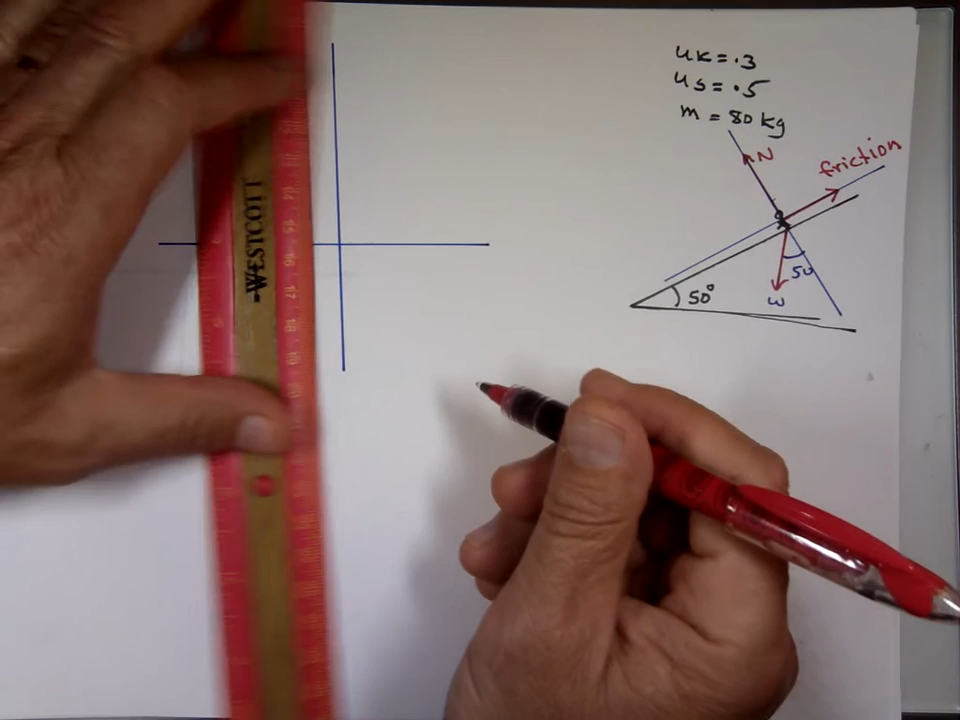 uk = .3
us = .5
m = 80 kg
N
friction
50
50°
w
WESTCOTT